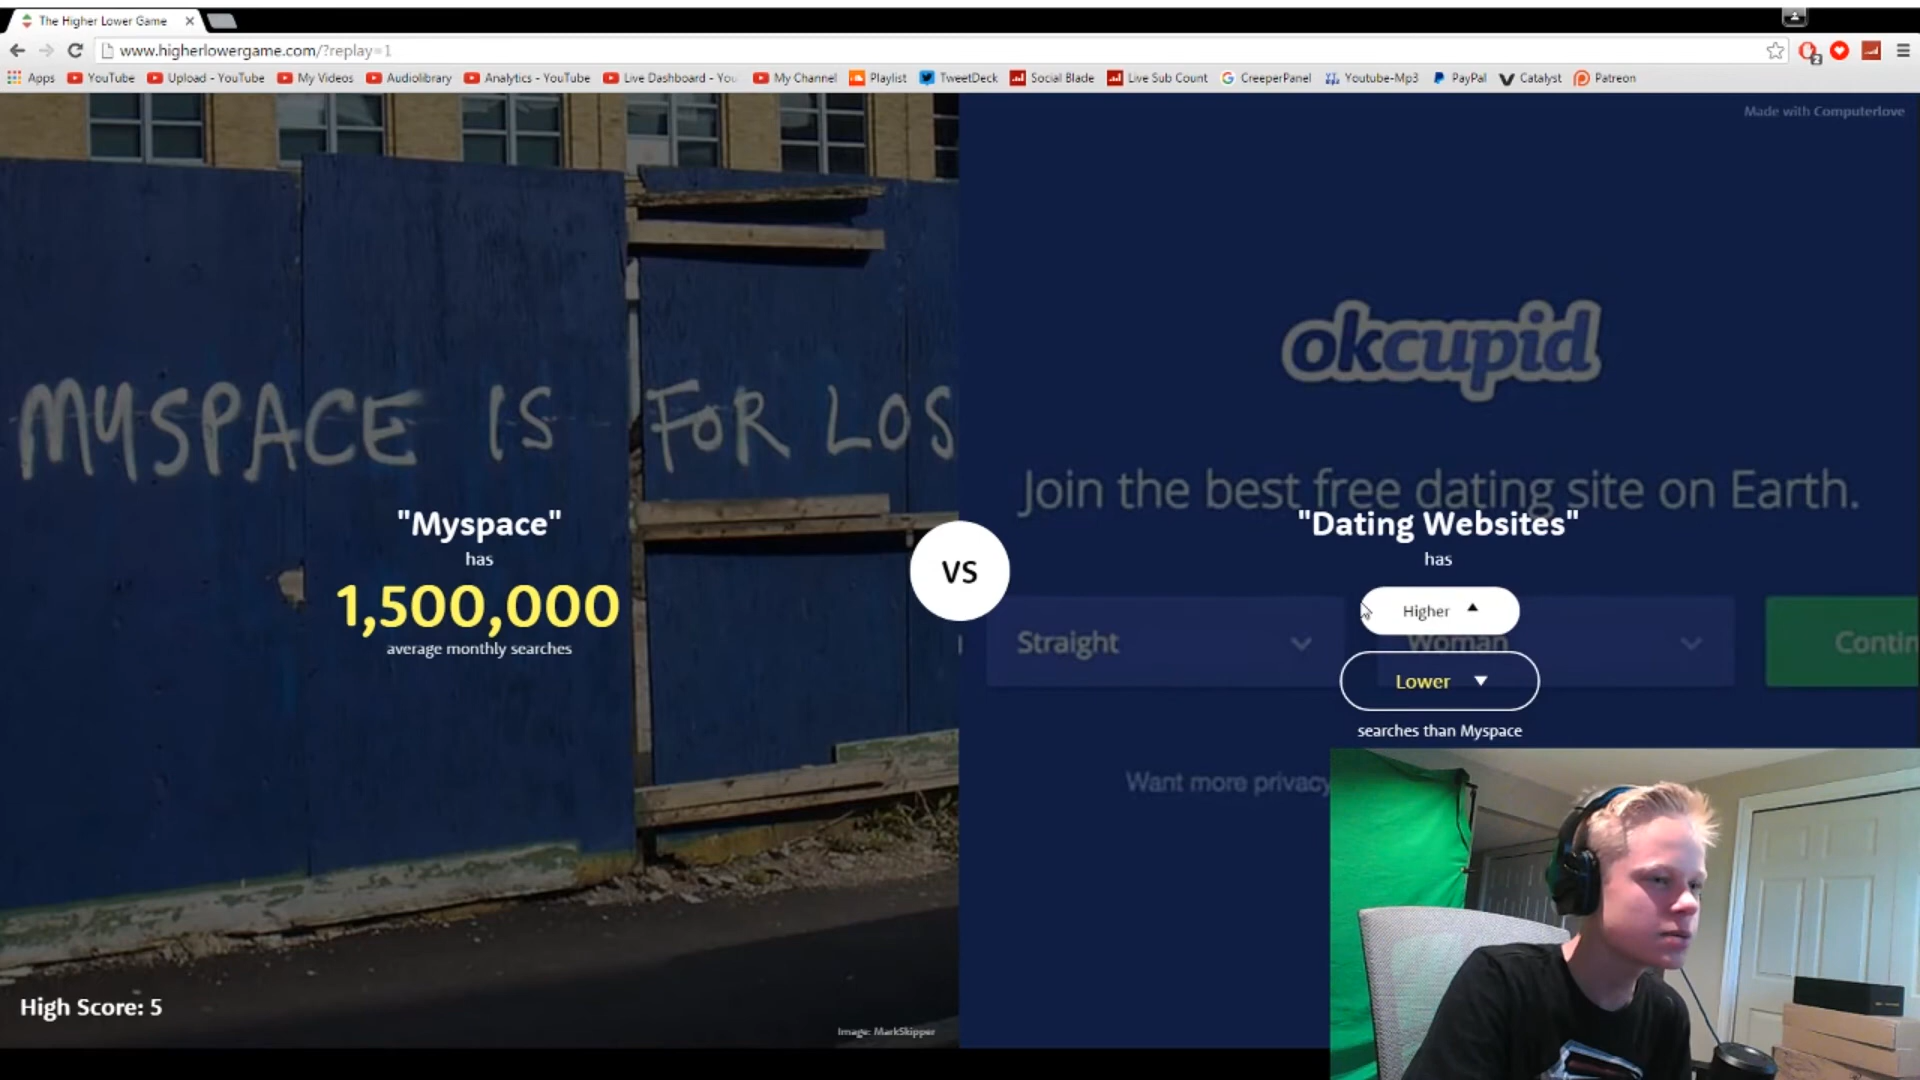 The Higher Lower Game
www.higherlowergame.com/?replay=1
Apps YouTube Upload - YouTube My Videos Audiolibrary Analytics - YouTube Live Dashboard - You My Channel Playlist TweetDeck Social Blade Live Sub Count CreeperPanel Youtube-Mp3 PayPal Catalyst Patreon
Made with Computerlove
MYSPACE IS FOR LOS
"Myspace"
has
1,500,000
average monthly searches
VS
okcupid
Join the best free dating site on Earth.
"Dating Websites"
has
Higher
Straight
Woman
Contin
Lower
searches than Myspace
Want more privacy
High Score: 5
Image: MarkSkipper